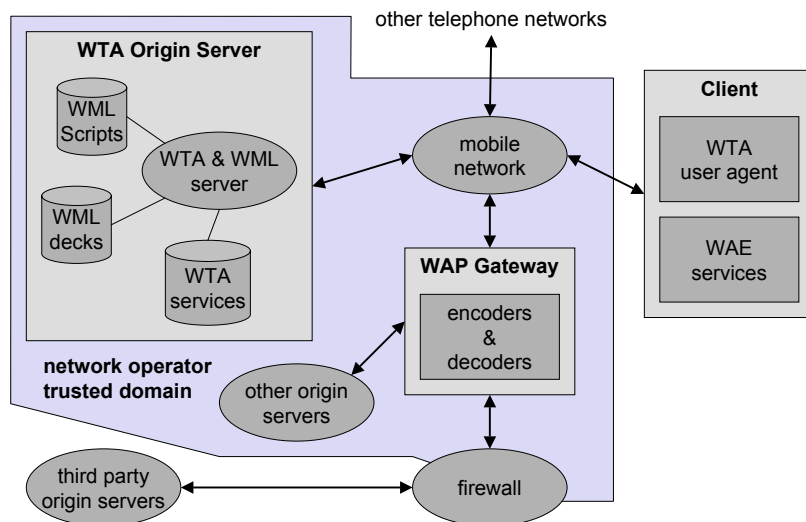 other telephone networks
WTA Origin Server
WML
Scripts
WTA & WML
server
WML
decks
WTA
services
mobile
network
Client
WTA
user agent
WAE
services
WAP Gateway
encoders
&
decoders
network operator
trusted domain
other origin
servers
third party
origin servers
firewall